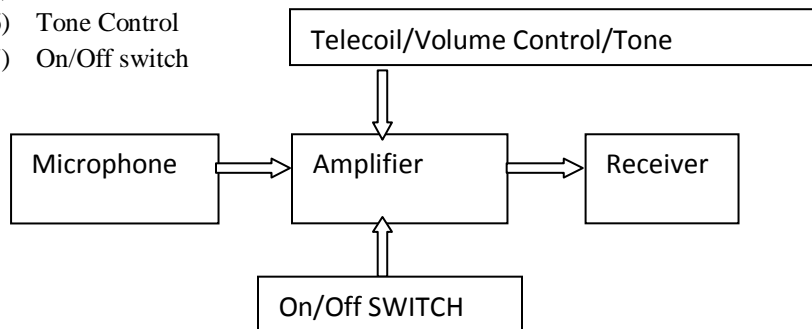 Tone Control
) On/Off switch
Telecoil/Volume Control/Tone
Microphone
Amplifier
Receiver
On/Off SWITCH